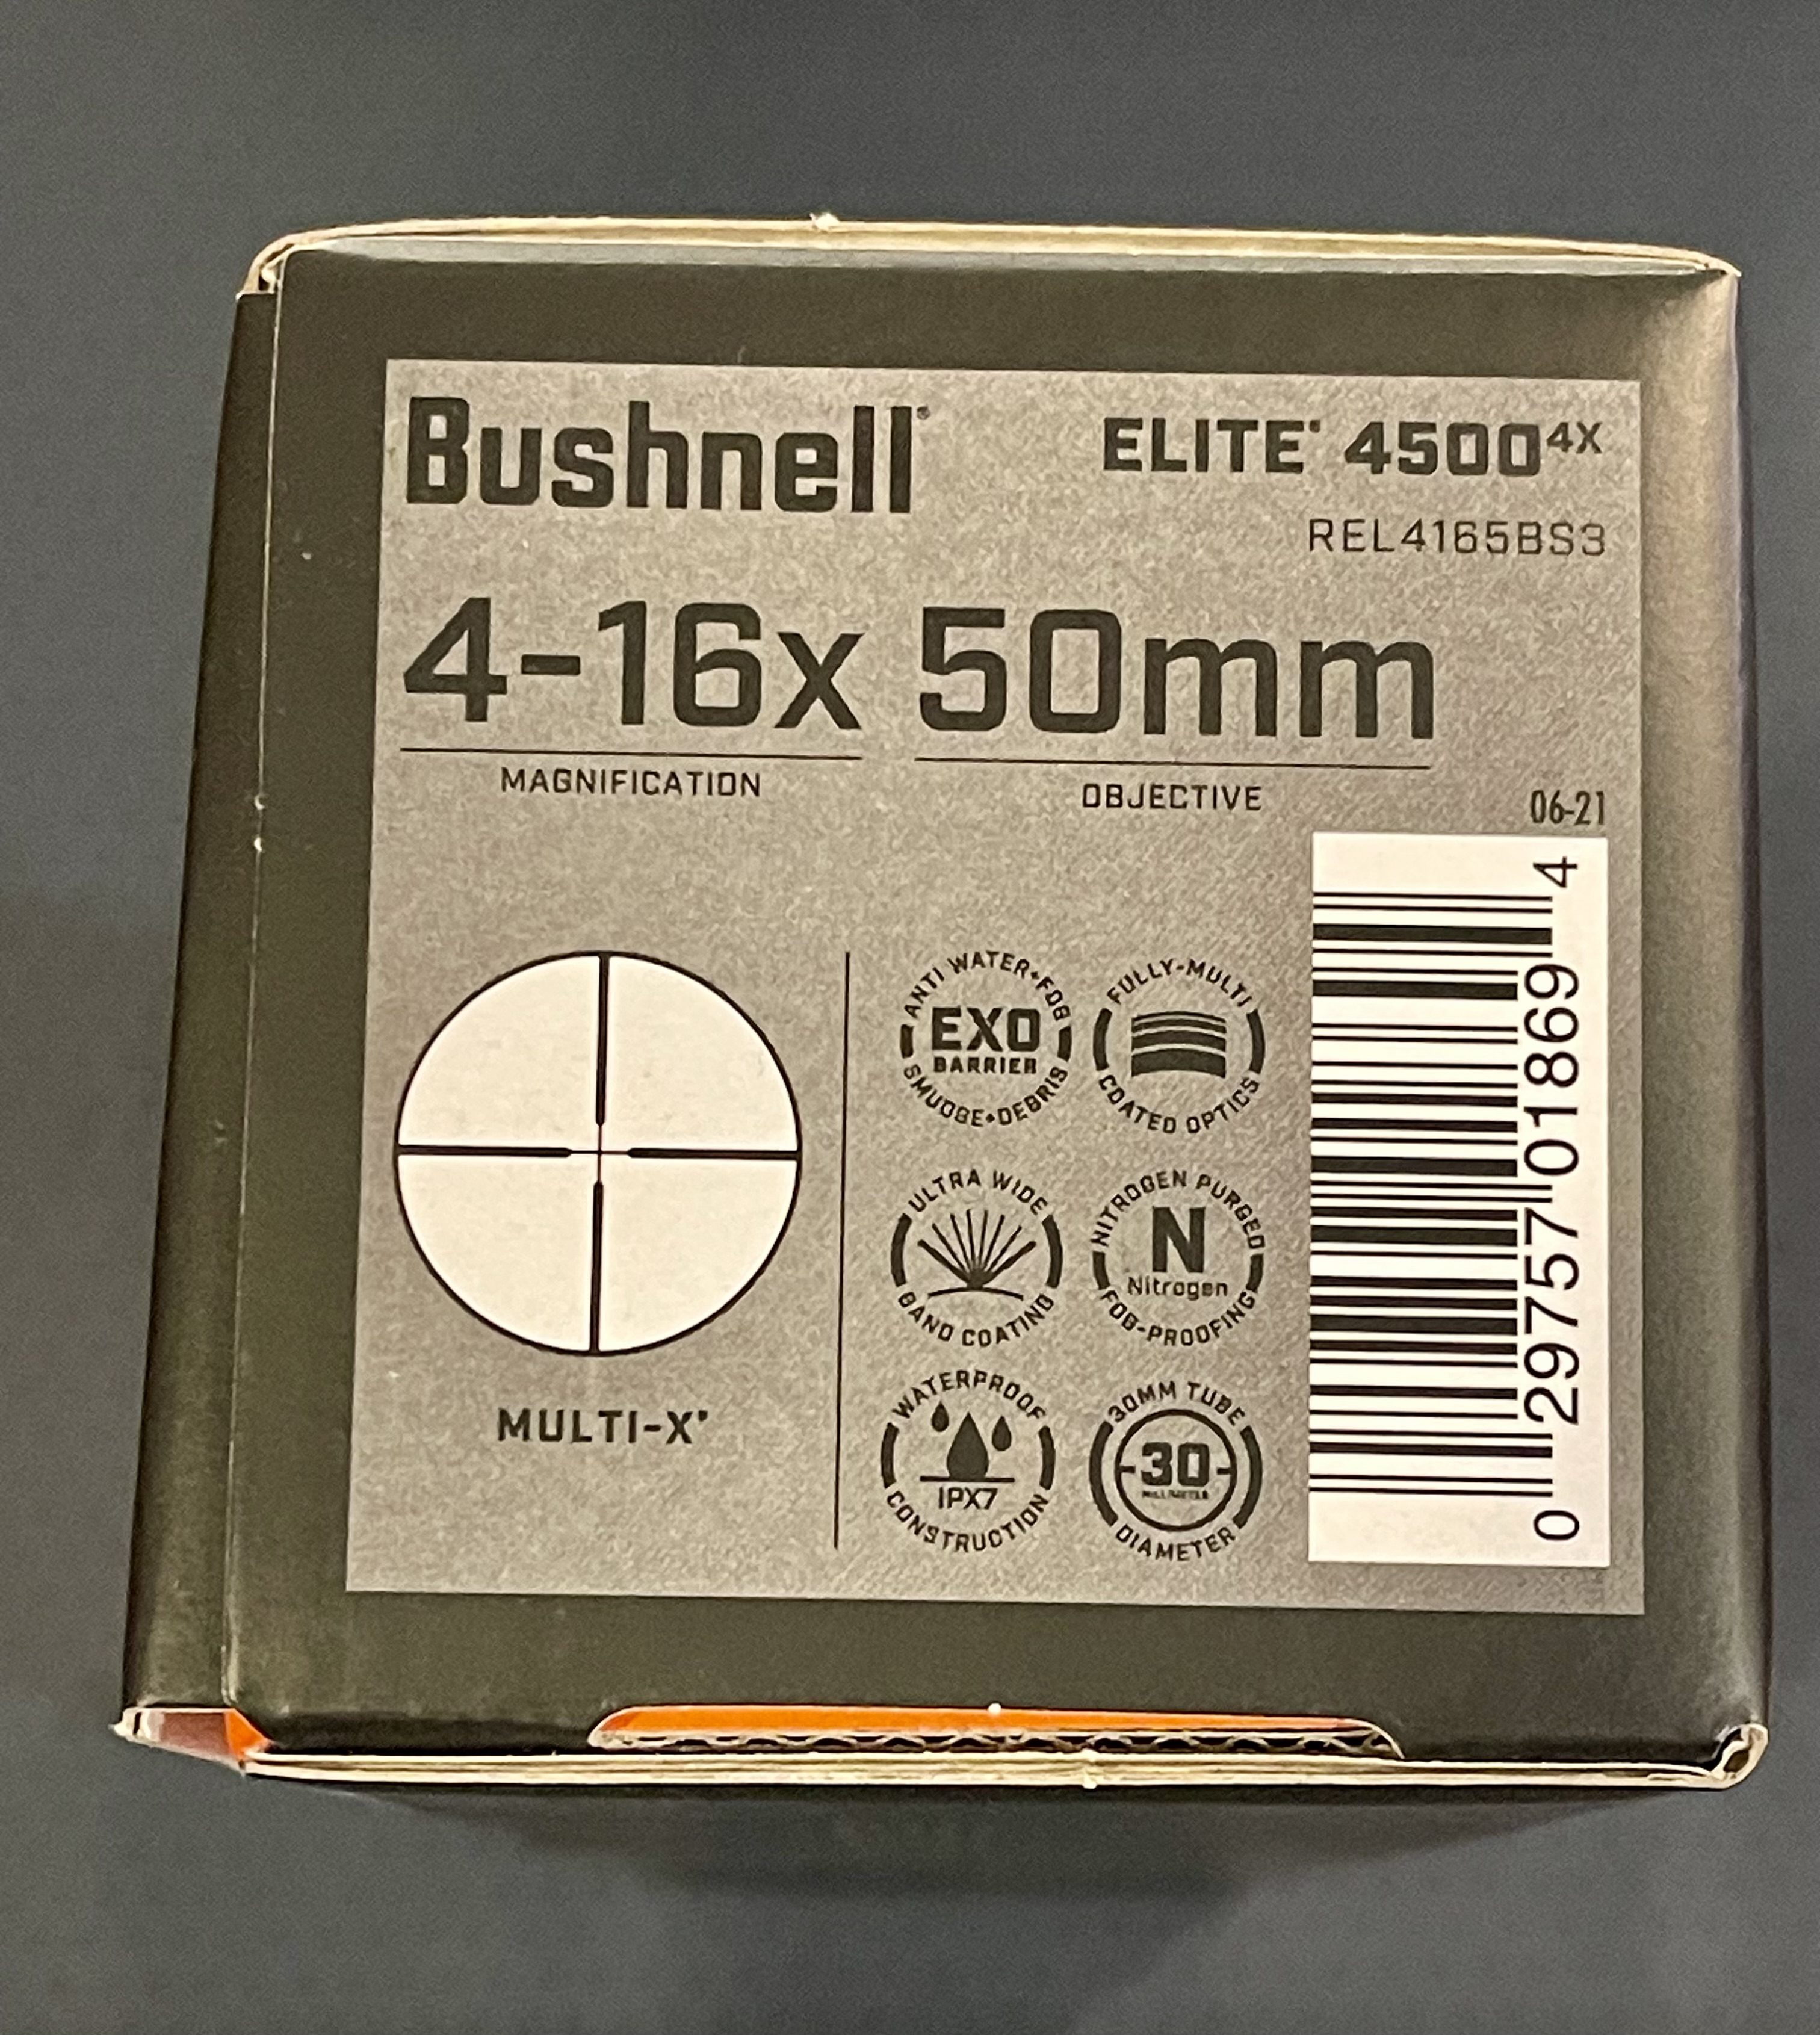 Bushnell®
ELITE® 4500 4X
REL4165BS3
4-16x 50mm
MAGNIFICATION
OBJECTIVE
06-21
MULTI-X®
ANTI WATER•FOG
EXO
BARRIER
SMUDGE•DEBRIS
FULLY-MULTI
COATED OPTICS
ULTRA WIDE
BAND COATING
NITROGEN PURGED
N
Nitrogen
FOG-PROOFING
WATERPROOF
IPX7
CONSTRUCTION
30MM TUBE
30
MILLIMETER
DIAMETER
0 29757 01869 4